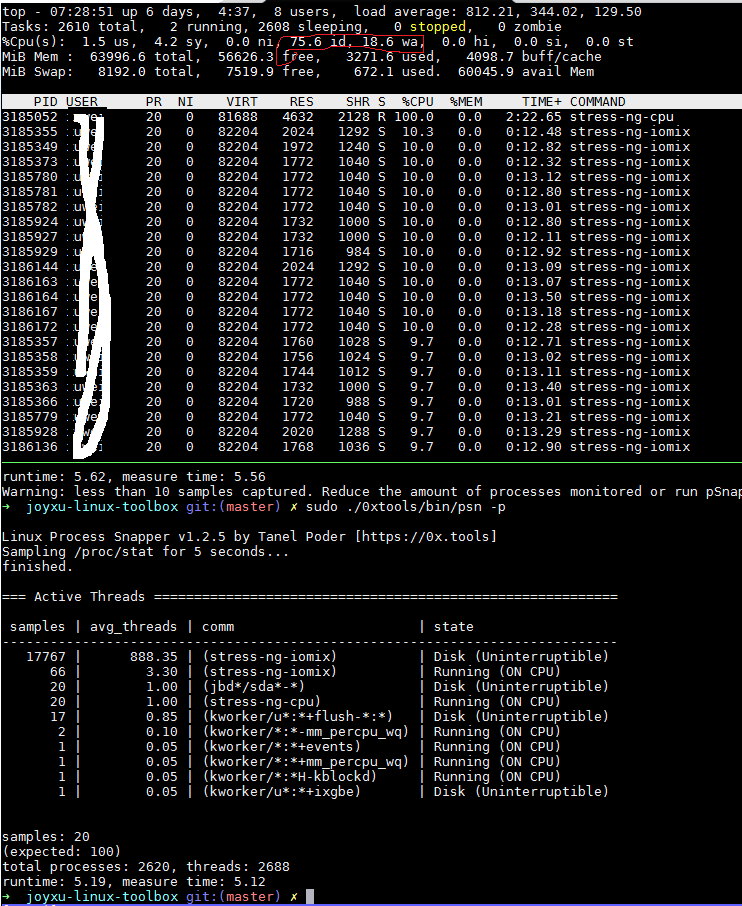 top - 07:28:51 up 6 days,  4:37,  8 users,  load average: 812.21, 344.02, 129.50
Tasks: 2610 total,   2 running, 2608 sleeping,   0 stopped,   0 zombie
%Cpu(s):  1.5 us,  4.2 sy,  0.0 ni, 75.6 id, 18.6 wa,  0.0 hi,  0.0 si,  0.0 st
MiB Mem :  63996.6 total,  56626.3 free,   3271.6 used,   4098.7 buff/cache
MiB Swap:   8192.0 total,   7519.9 free,    672.1 used.  60045.9 avail Mem
PID USER PR NI VIRT RES SHR S %CPU %MEM TIME+ COMMAND
3185052 20 0 81688 4632 2128 R 100.0 0.0 2:22.65 stress-ng-cpu
3185355 20 0 82204 2024 1292 S 10.3 0.0 0:12.48 stress-ng-iomix
3185349 20 0 82204 1972 1240 S 10.0 0.0 0:12.82 stress-ng-iomix
3185373 20 0 82204 1772 1040 S 10.0 0.0 0:12.32 stress-ng-iomix
3185780 20 0 82204 1772 1040 S 10.0 0.0 0:13.12 stress-ng-iomix
3185781 20 0 82204 1772 1040 S 10.0 0.0 0:12.80 stress-ng-iomix
3185782 20 0 82204 1772 1040 S 10.0 0.0 0:13.01 stress-ng-iomix
3185924 20 0 82204 1732 1000 S 10.0 0.0 0:12.80 stress-ng-iomix
3185927 20 0 82204 1732 1000 S 10.0 0.0 0:12.11 stress-ng-iomix
3185929 20 0 82204 1716 984 S 10.0 0.0 0:12.92 stress-ng-iomix
3186144 20 0 82204 2024 1292 S 10.0 0.0 0:13.09 stress-ng-iomix
3186163 20 0 82204 1772 1040 S 10.0 0.0 0:13.07 stress-ng-iomix
3186164 20 0 82204 1772 1040 S 10.0 0.0 0:13.50 stress-ng-iomix
3186167 20 0 82204 1772 1040 S 10.0 0.0 0:13.18 stress-ng-iomix
3186172 20 0 82204 1772 1040 S 10.0 0.0 0:12.28 stress-ng-iomix
3185357 20 0 82204 1760 1028 S 9.7 0.0 0:12.71 stress-ng-iomix
3185358 20 0 82204 1756 1024 S 9.7 0.0 0:13.02 stress-ng-iomix
3185359 20 0 82204 1744 1012 S 9.7 0.0 0:13.11 stress-ng-iomix
3185363 20 0 82204 1732 1000 S 9.7 0.0 0:13.40 stress-ng-iomix
3185366 20 0 82204 1720 988 S 9.7 0.0 0:13.01 stress-ng-iomix
3185779 20 0 82204 1772 1040 S 9.7 0.0 0:13.21 stress-ng-iomix
3185928 20 0 82204 2020 1288 S 9.7 0.0 0:13.29 stress-ng-iomix
3186136 20 0 82204 1768 1036 S 9.7 0.0 0:12.90 stress-ng-iomix
runtime: 5.62, measure time: 5.56
Warning: less than 10 samples captured. Reduce the amount of processes monitored or run pSnap
➜  joyxu-linux-toolbox git:(master) ✗ sudo ./0xtools/bin/psn -p
Linux Process Snapper v1.2.5 by Tanel Poder [https://0x.tools]
Sampling /proc/stat for 5 seconds...
finished.
=== Active Threads ==========================================================
samples | avg_threads | comm | state
-----------------------------------------------------------------------------
17767 | 888.35 | (stress-ng-iomix) | Disk (Uninterruptible)
66 | 3.30 | (stress-ng-iomix) | Running (ON CPU)
20 | 1.00 | (jbd*/sda*-*) | Disk (Uninterruptible)
20 | 1.00 | (stress-ng-cpu) | Running (ON CPU)
17 | 0.85 | (kworker/u*:*+flush-*:*) | Disk (Uninterruptible)
2 | 0.10 | (kworker/*:*-mm_percpu_wq) | Running (ON CPU)
1 | 0.05 | (kworker/*:*+events) | Running (ON CPU)
1 | 0.05 | (kworker/*:*+mm_percpu_wq) | Running (ON CPU)
1 | 0.05 | (kworker/*:*H-kblockd) | Running (ON CPU)
1 | 0.05 | (kworker/u*:*+ixgbe) | Disk (Uninterruptible)
samples: 20
(expected: 100)
total processes: 2620, threads: 2688
runtime: 5.19, measure time: 5.12
➜  joyxu-linux-toolbox git:(master) ✗